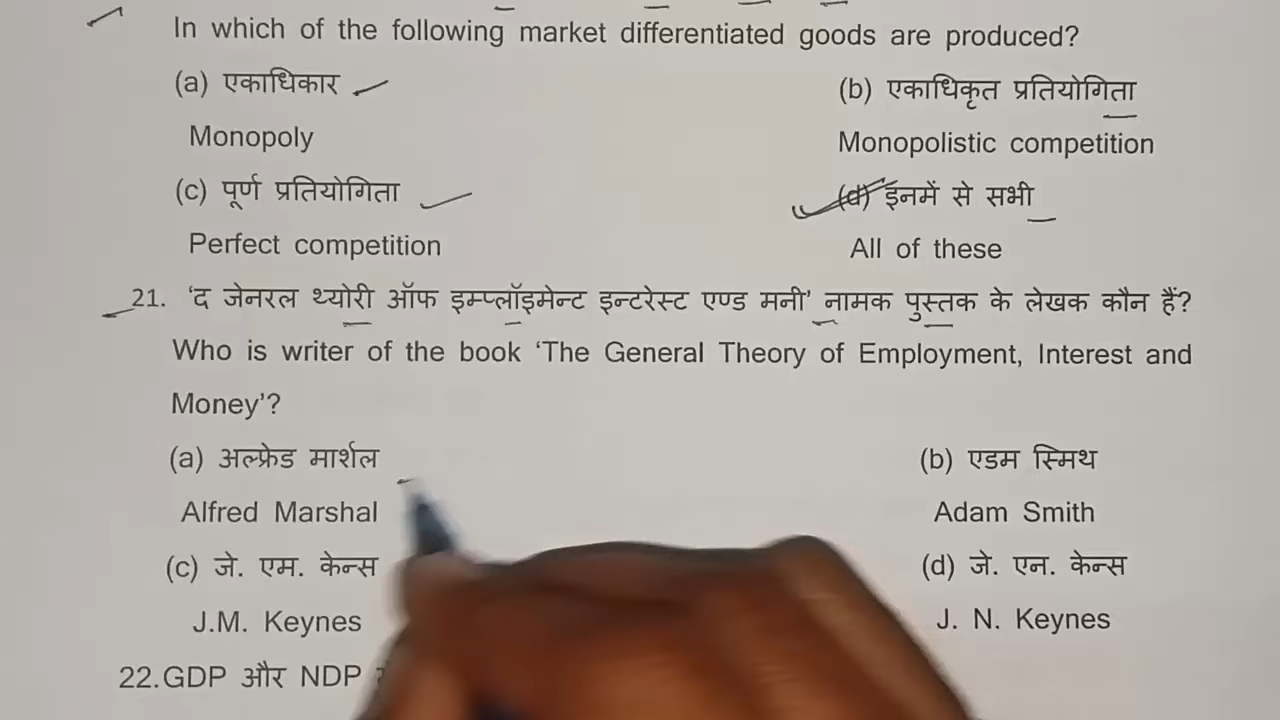 In which of the following market differentiated goods are produced?
(a) एकाधिकार (b) एकाधिकृत प्रतियोगिता
Monopoly Monopolistic competition
(c) पूर्ण प्रतियोगिता (d) इनमें से सभी
Perfect competition All of these
21. ‘द जेनरल थ्योरी ऑफ इम्प्लॉइमेन्ट इन्टरेस्ट एण्ड मनी’ नामक पुस्तक के लेखक कौन हैं?
Who is writer of the book ‘The General Theory of Employment, Interest and
Money’?
(a) अल्फ्रेड मार्शल (b) एडम स्मिथ
Alfred Marshal Adam Smith
(c) जे. एम. केन्स (d) जे. एन. केन्स
J.M. Keynes J. N. Keynes
22. GDP और NDP